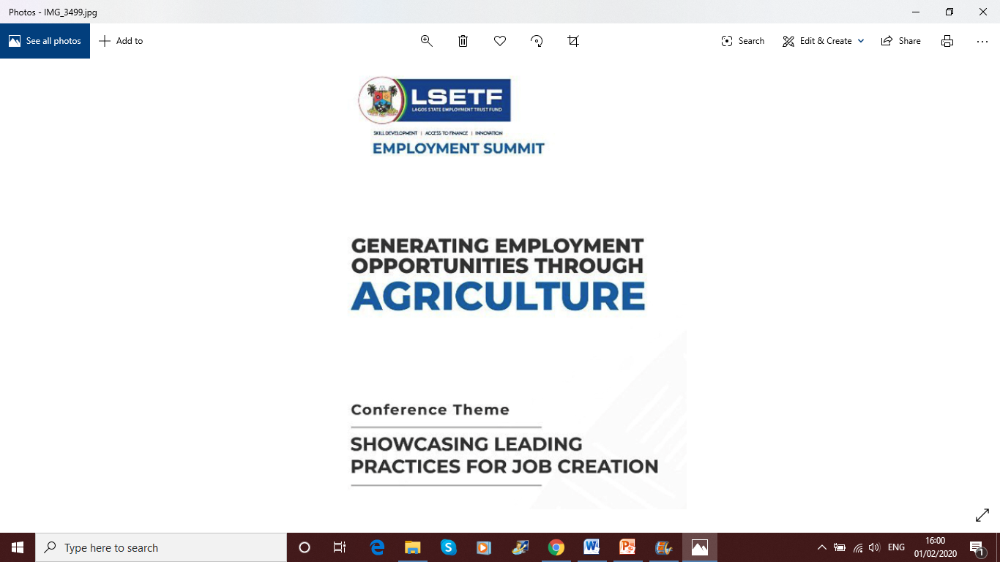 Photos - IMG_3499.jpg
See all photos
Add to
Search
Edit & Create
Share
LSETF
LAGOS STATE EMPLOYMENT TRUST FUND
SKILL DEVELOPMENT | ACCESS TO FINANCE | INNOVATION
EMPLOYMENT SUMMIT
GENERATING EMPLOYMENT
OPPORTUNITIES THROUGH
AGRICULTURE
Conference Theme
SHOWCASING LEADING
PRACTICES FOR JOB CREATION
Type here to search
ENG
16:00
01/02/2020
1